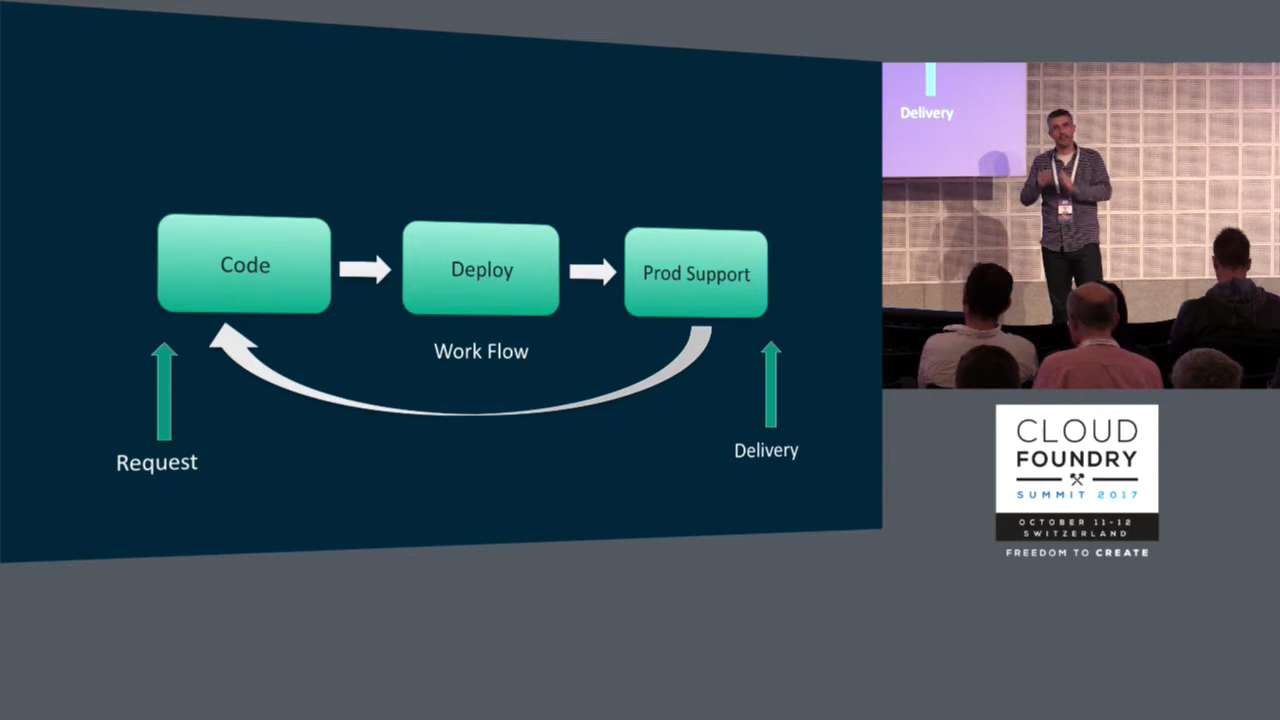 Code
Deploy
Prod Support
Work Flow
Request
Delivery
Delivery
CLOUD
FOUNDRY
SUMMIT 2017
OCTOBER 11-12
SWITZERLAND
FREEDOM TO CREATE